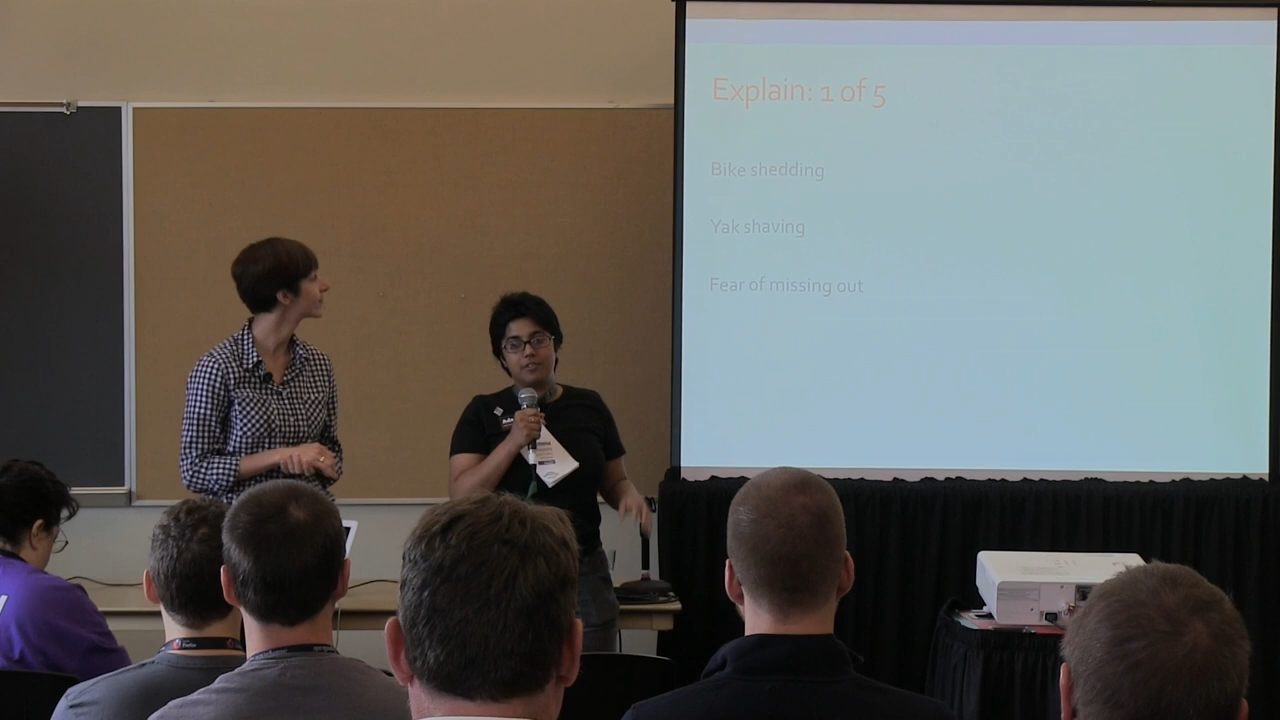 Explain: 1 of 5
Bike shedding
Yak shaving
Fear of missing out